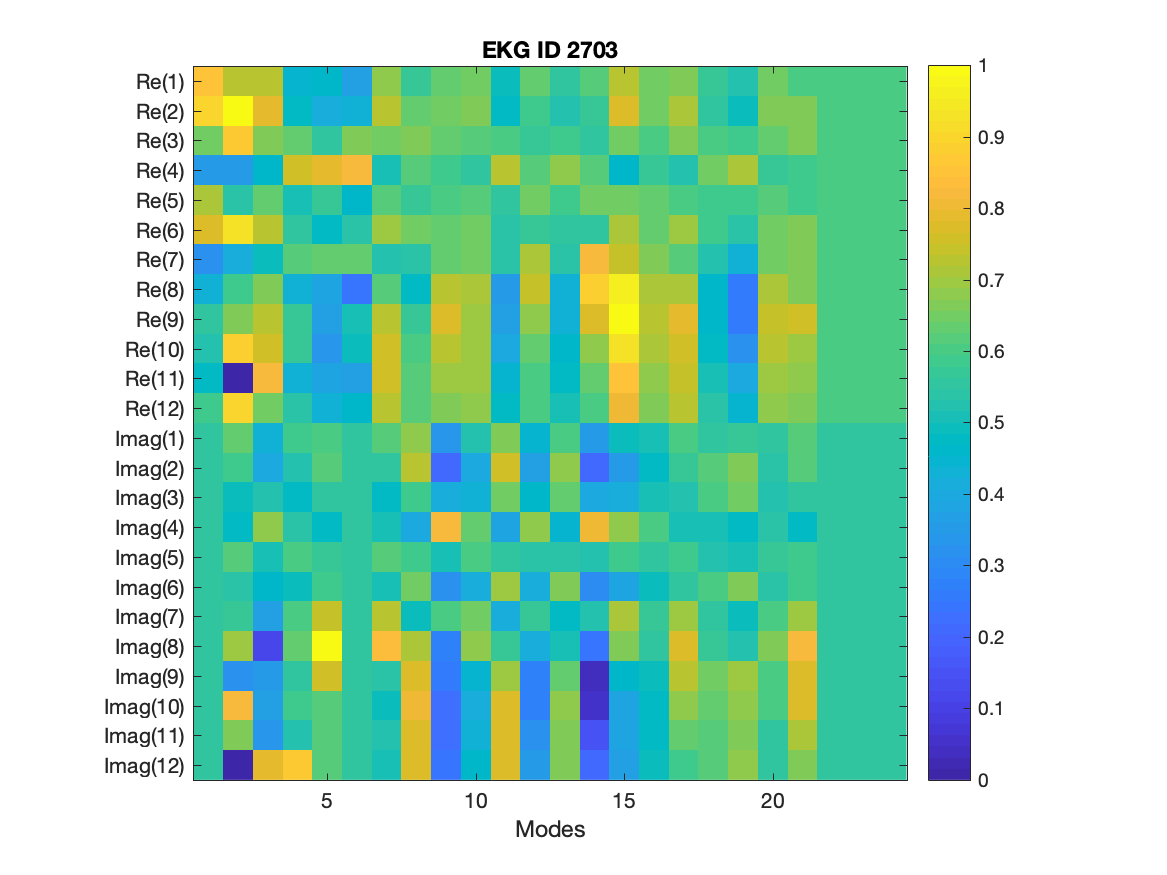 EKG ID 2703
Re(1)
Re(2)
Re(3)
Re(4)
Re(5)
Re(6)
Re(7)
Re(8)
Re(9)
Re(10)
Re(11)
Re(12)
Imag(1)
Imag(2)
Imag(3)
Imag(4)
Imag(5)
Imag(6)
Imag(7)
Imag(8)
Imag(9)
Imag(10)
Imag(11)
Imag(12)
5 10 15 20
Modes
1
0.9
0.8
0.7
0.6
0.5
0.4
0.3
0.2
0.1
0